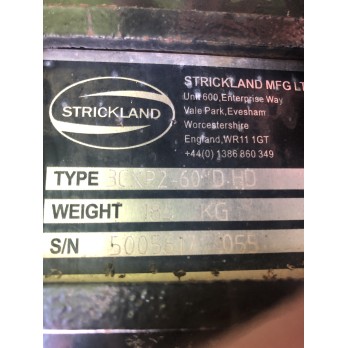 STRICKLAND
STRICKLAND MFG LT
Unit 600, Enterprise Way
Vale Park, Evesham
Worcestershire
England, WR11 1GT
+44(0) 1386 860 349
TYPE
WEIGHT KG
S/N